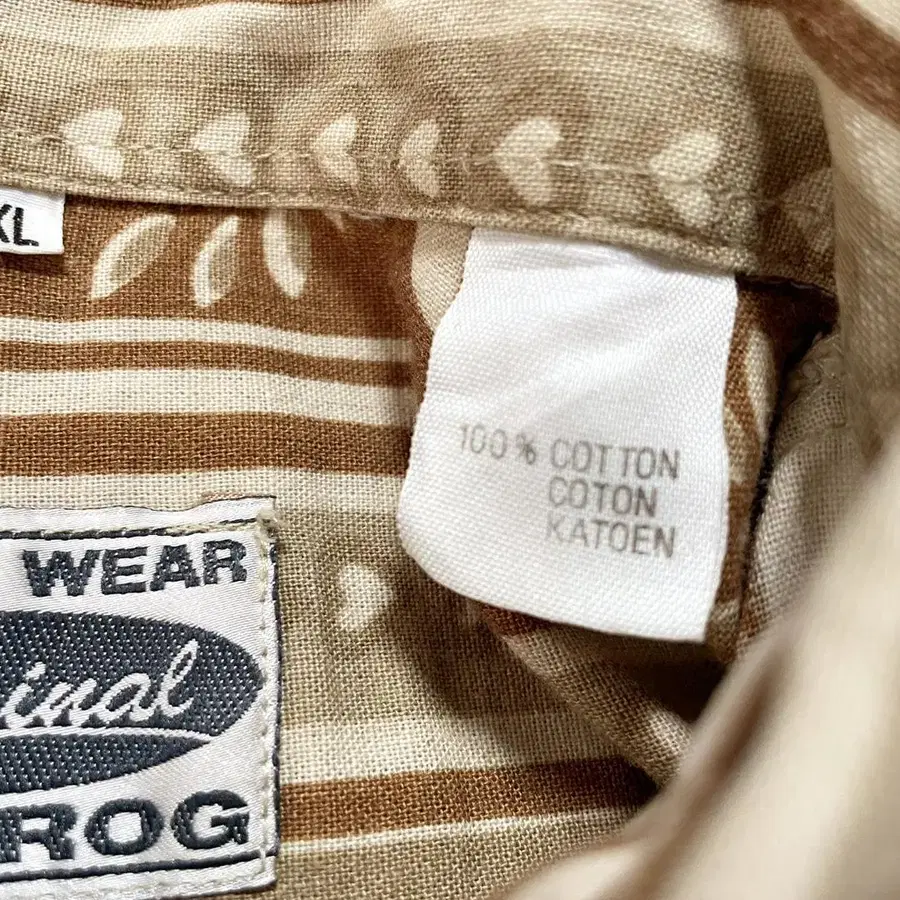 XL
100% COTTON
COTON
KATOEN
WEAR
inal
ROG